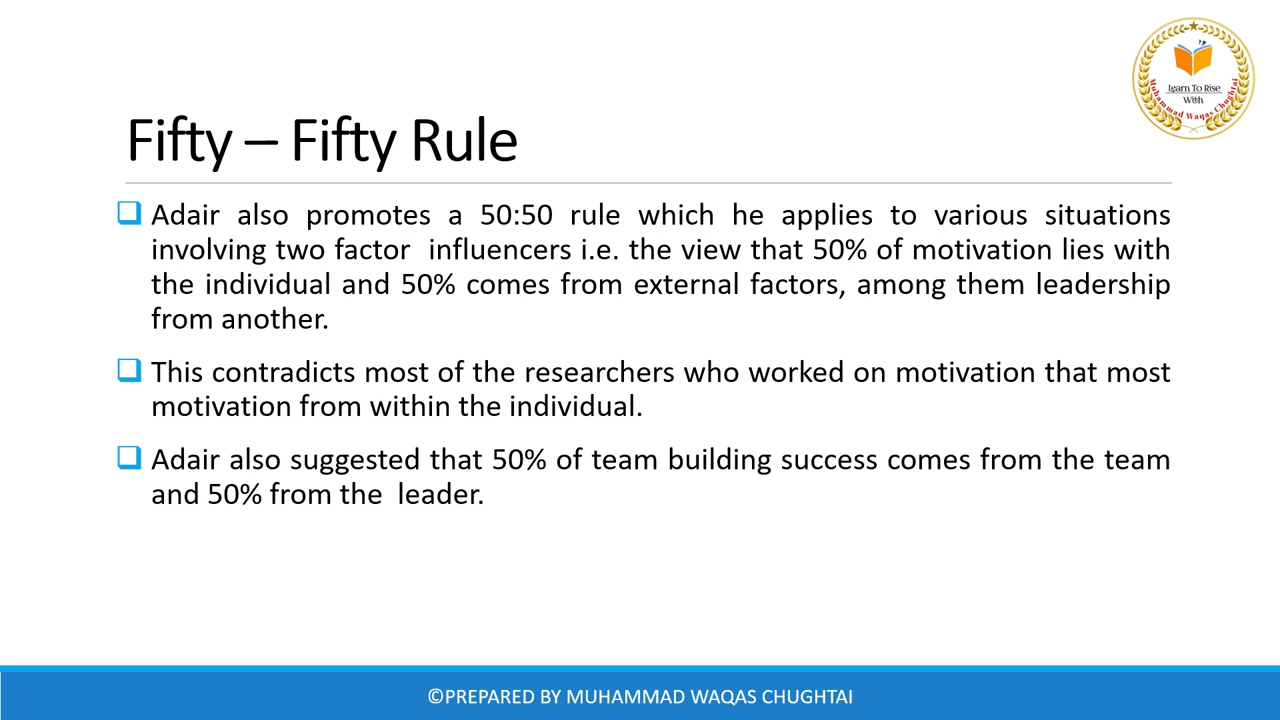 Learn To Rise
With
Muhammad Waqas Chughtai
Fifty – Fifty Rule
Adair also promotes a 50:50 rule which he applies to various situations
involving two factor  influencers i.e. the view that 50% of motivation lies with
the individual and 50% comes from external factors, among them leadership
from another.
This contradicts most of the researchers who worked on motivation that most
motivation from within the individual.
Adair also suggested that 50% of team building success comes from the team
and 50% from the  leader.
©PREPARED BY MUHAMMAD WAQAS CHUGHTAI